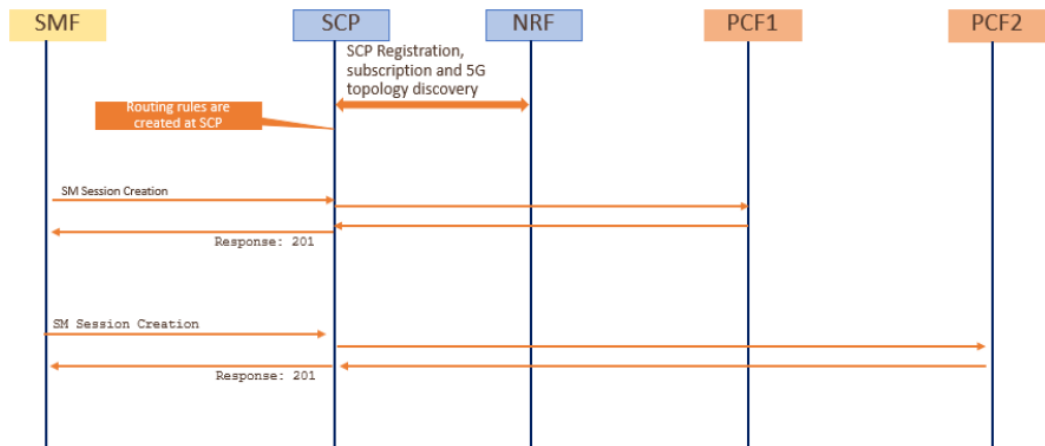 SMF
SCP
NRF
PCF1
PCF2
SCP Registration,
subscription and 5G
topology discovery
Routing rules are
created at SCP
SM Session Creation
Response: 201
SM Session Creation
Response: 201